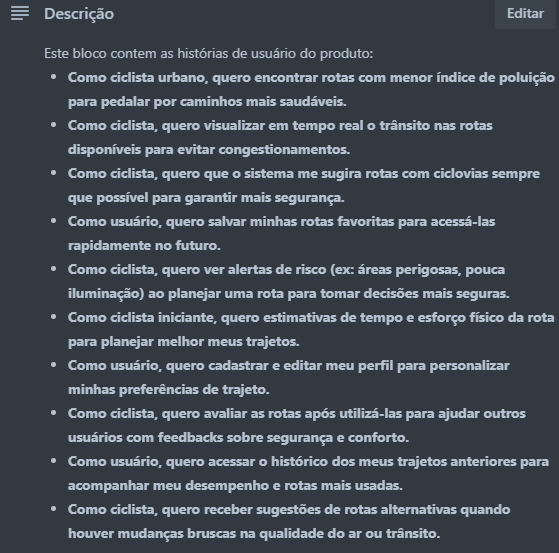 Descrição
Editar
Este bloco contem as histórias de usuário do produto:
• Como ciclista urbano, quero encontrar rotas com menor índice de poluição
para pedalar por caminhos mais saudáveis.
• Como ciclista, quero visualizar em tempo real o trânsito nas rotas
disponíveis para evitar congestionamentos.
• Como ciclista, quero que o sistema me sugira rotas com ciclovias sempre
que possível para garantir mais segurança.
• Como usuário, quero salvar minhas rotas favoritas para acessá-las
rapidamente no futuro.
• Como ciclista, quero ver alertas de risco (ex: áreas perigosas, pouca
iluminação) ao planejar uma rota para tomar decisões mais seguras.
• Como ciclista iniciante, quero estimativas de tempo e esforço físico da rota
para planejar melhor meus trajetos.
• Como usuário, quero cadastrar e editar meu perfil para personalizar
minhas preferências de trajeto.
• Como ciclista, quero avaliar as rotas após utilizá-las para ajudar outros
usuários com feedbacks sobre segurança e conforto.
• Como usuário, quero acessar o histórico dos meus trajetos anteriores para
acompanhar meu desempenho e rotas mais usadas.
• Como ciclista, quero receber sugestões de rotas alternativas quando
houver mudanças bruscas na qualidade do ar ou trânsito.